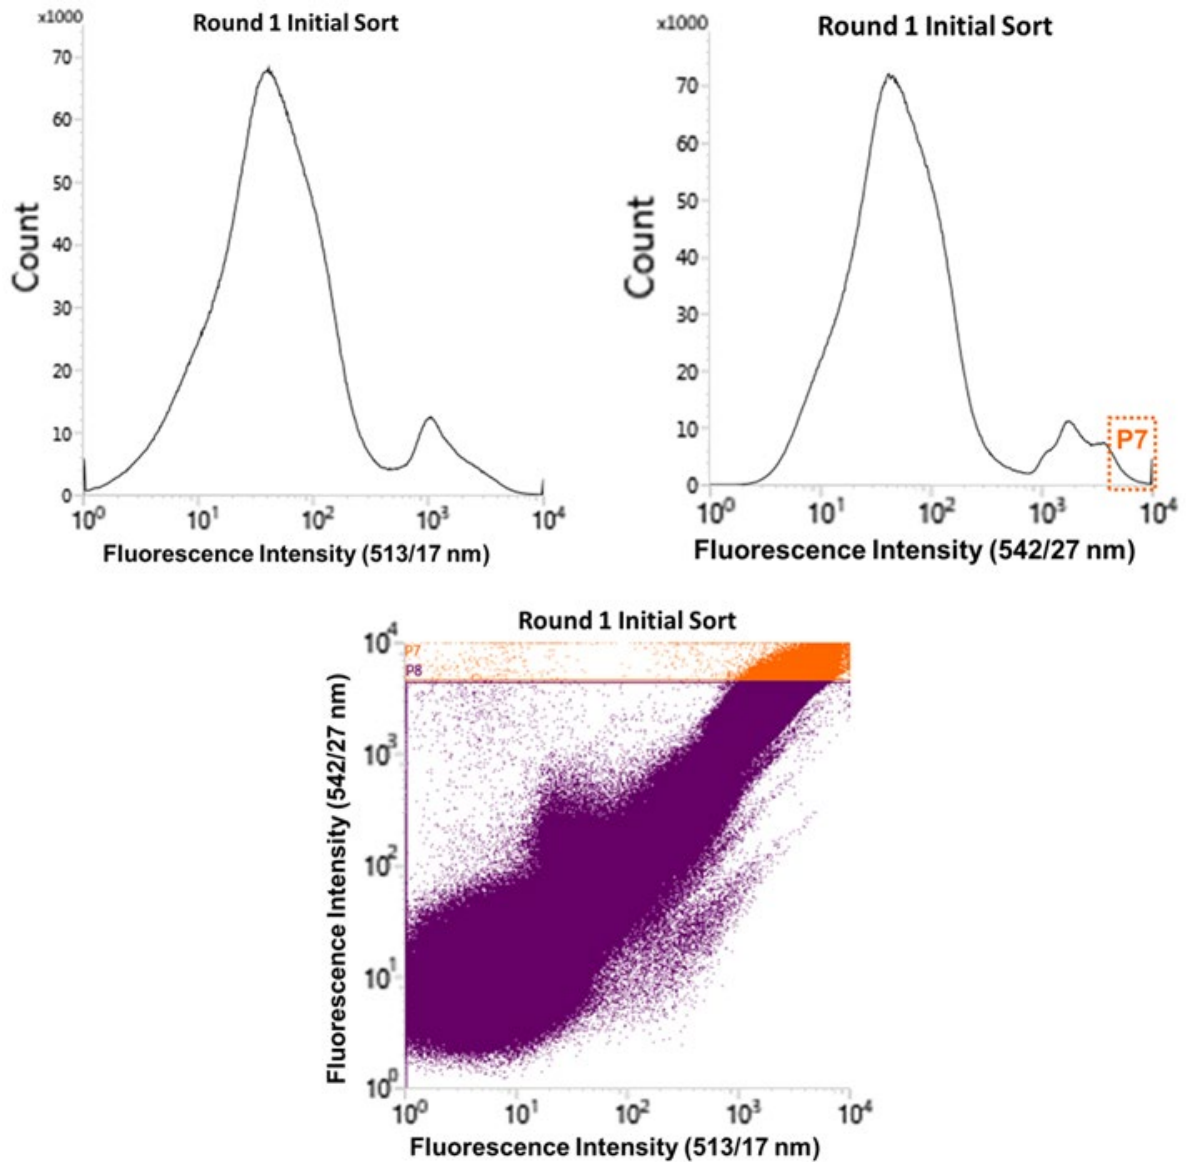 Round 1 Initial Sort
x1000
70
60
50
40
30
20
10
0
Count
10⁰ 10¹ 10² 10³ 10⁴
Fluorescence Intensity (513/17 nm)
Round 1 Initial Sort
x1000
70
60
50
40
30
20
10
0
Count
P7
10⁰ 10¹ 10² 10³ 10⁴
Fluorescence Intensity (542/27 nm)
Round 1 Initial Sort
10⁴
10³
10²
10¹
10⁰
P7
P8
Fluorescence Intensity (542/27 nm)
10⁰ 10¹ 10² 10³ 10⁴
Fluorescence Intensity (513/17 nm)